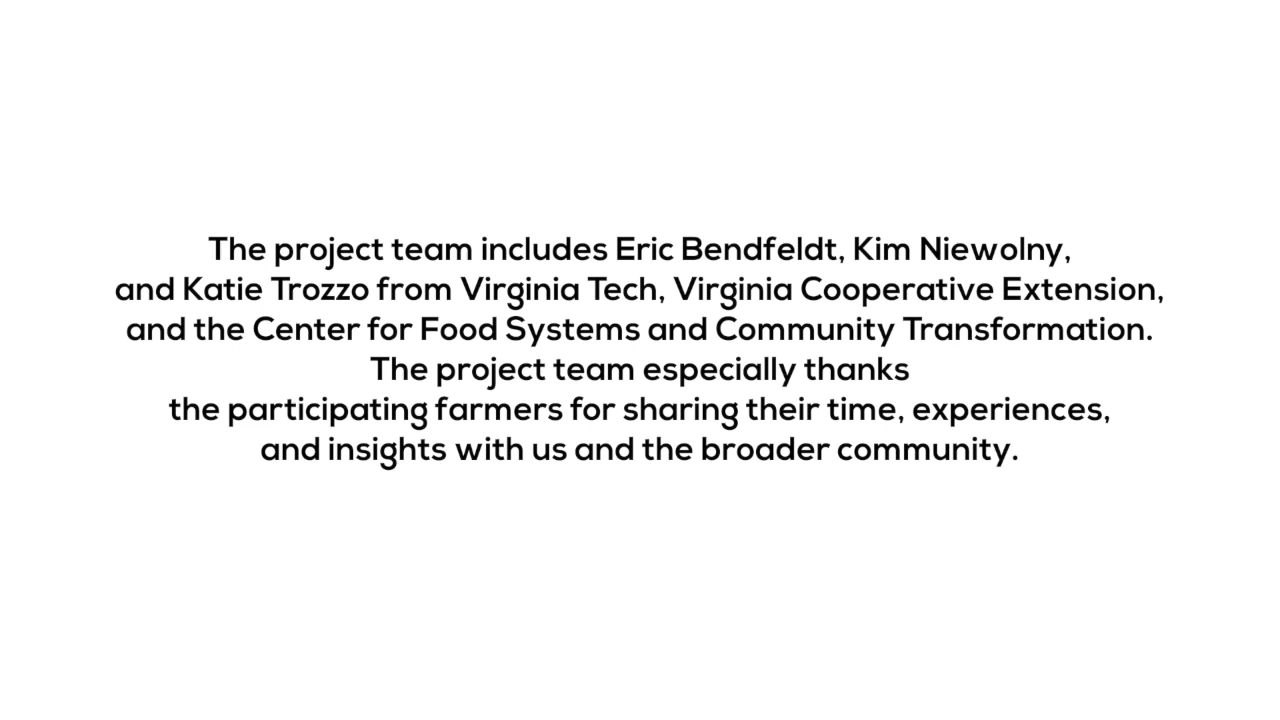 The project team includes Eric Bendfeldt, Kim Niewolny,
and Katie Trozzo from Virginia Tech, Virginia Cooperative Extension,
and the Center for Food Systems and Community Transformation.
The project team especially thanks
the participating farmers for sharing their time, experiences,
and insights with us and the broader community.